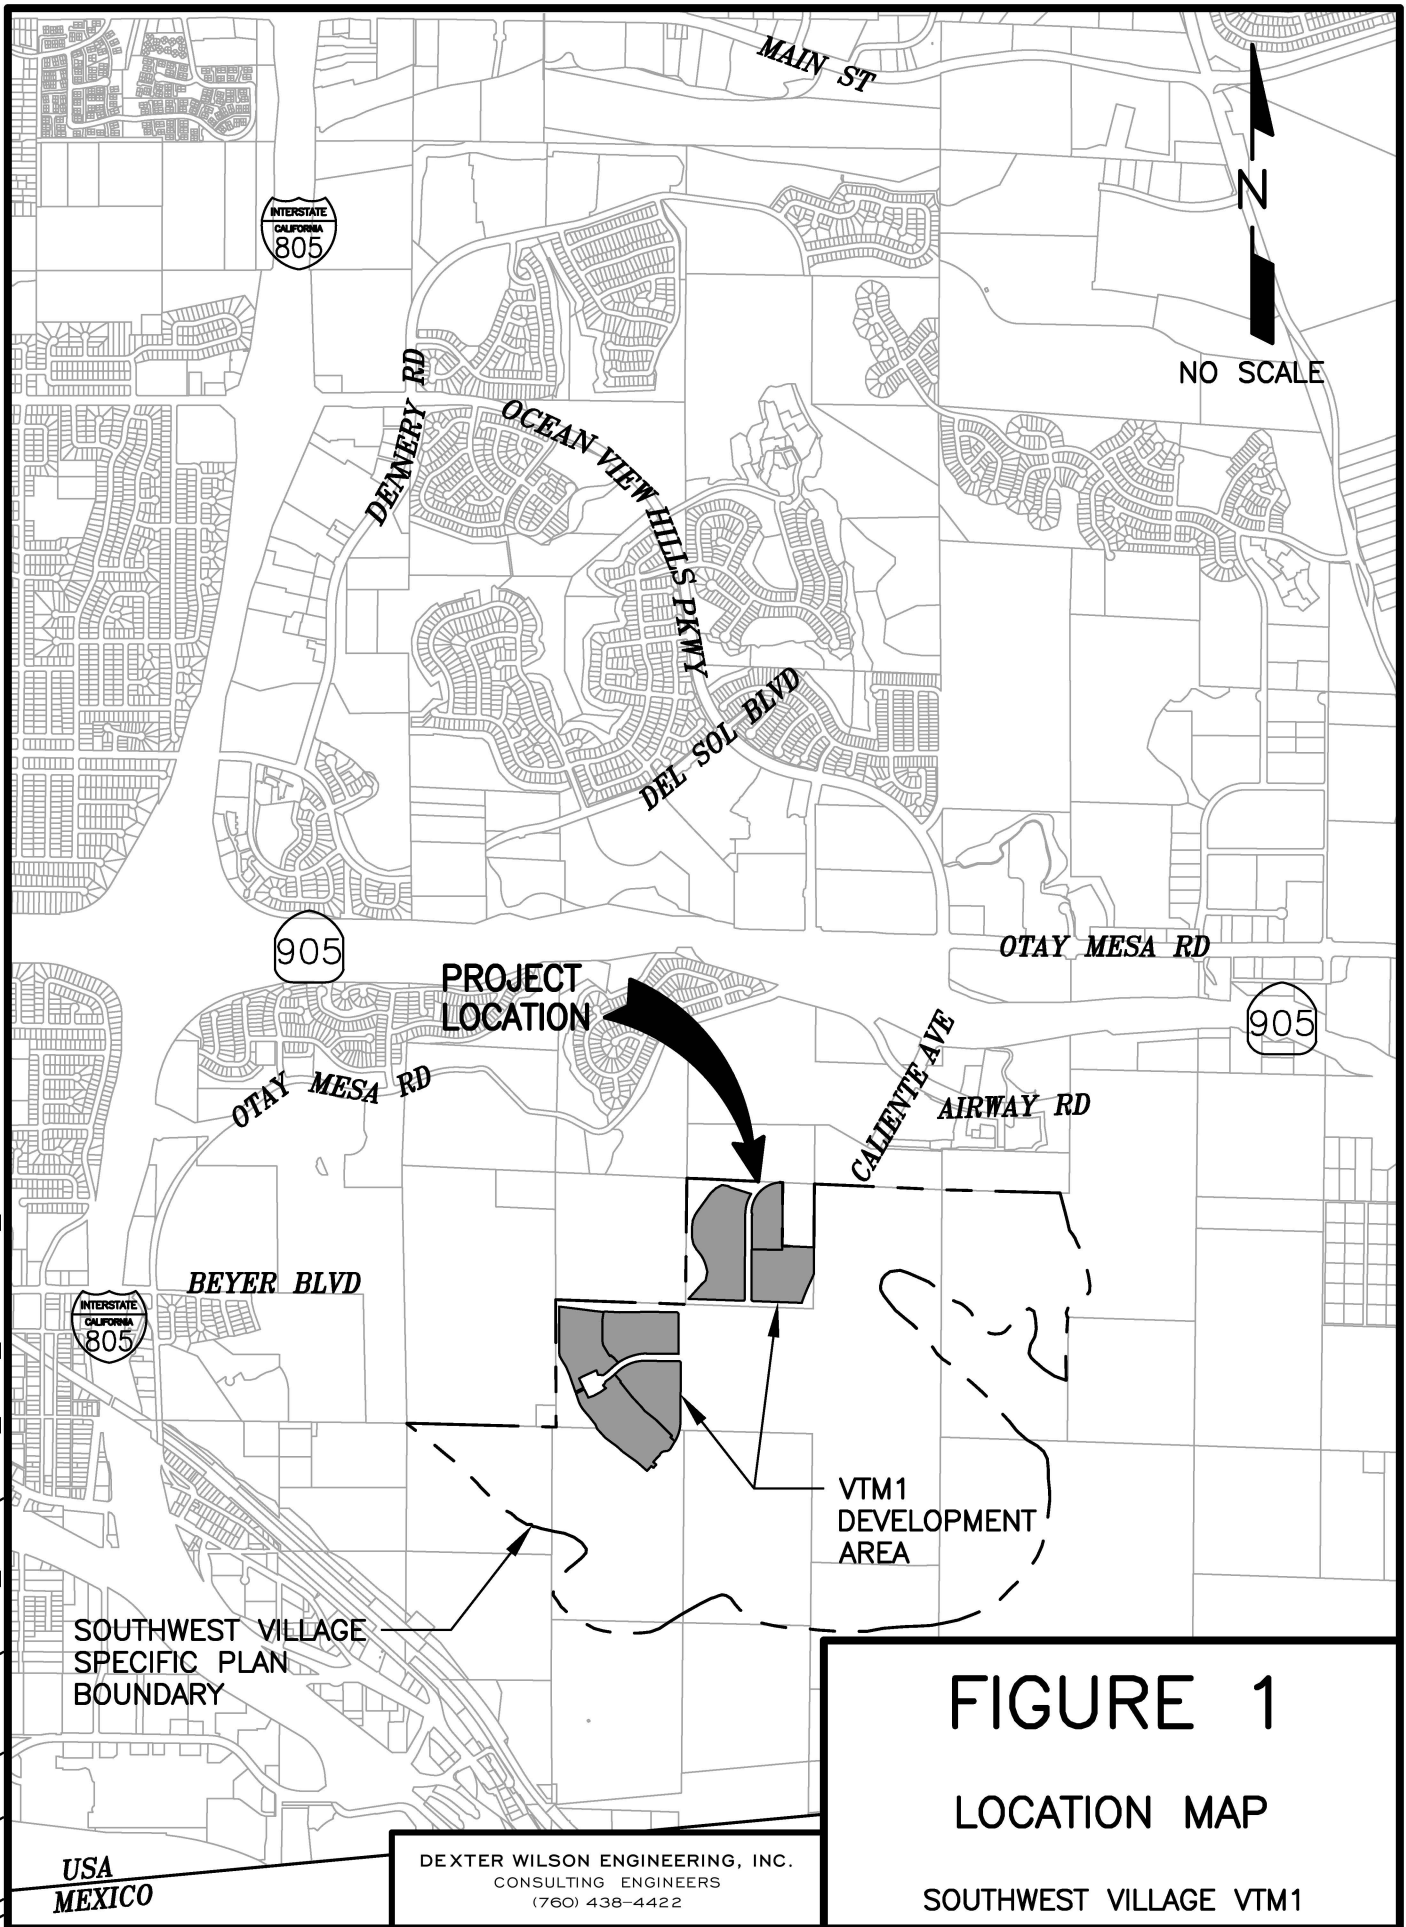 MAIN ST
N
NO SCALE
INTERSTATE
CALIFORNIA
805
DENNERY RD
OCEAN VIEW HILLS PKWY
DEL SOL BLVD
905
OTAY MESA RD
PROJECT
LOCATION
905
CALIENTE AVE
AIRWAY RD
OTAY MESA RD
BEYER BLVD
INTERSTATE
CALIFORNIA
805
VTM1
DEVELOPMENT
AREA
SOUTHWEST VILLAGE
SPECIFIC PLAN
BOUNDARY
USA
MEXICO
DEXTER WILSON ENGINEERING, INC.
CONSULTING ENGINEERS
(760) 438-4422
FIGURE 1
LOCATION MAP
SOUTHWEST VILLAGE VTM1